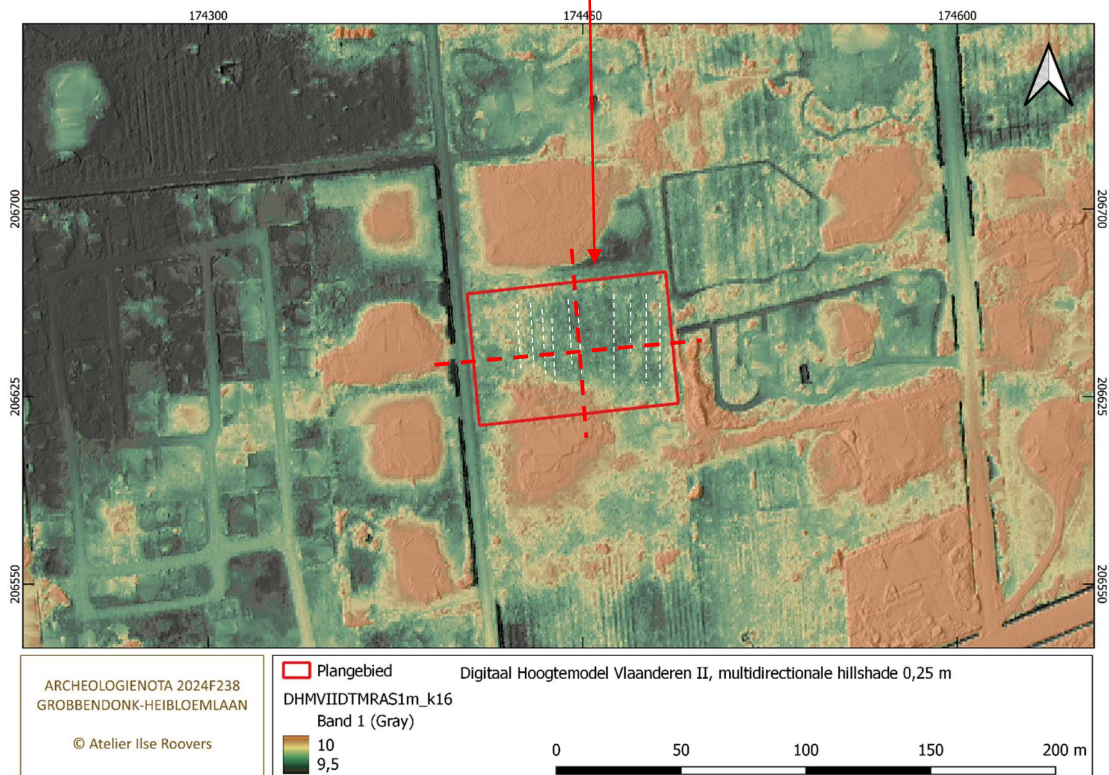 174300 174450 174600
206700 206700
206625 206625
206550 206550
ARCHEOLOGIENOTA 2024F238
GROBBENDONK-HEIBLOEMLAAN
© Atelier Ilse Roovers
Plangebied
Digitaal Hoogtemodel Vlaanderen II, multidirectionale hillshade 0,25 m
DHMVIIDTMRAS1m_k16
Band 1 (Gray)
10
9,5
0 50 100 150 200 m